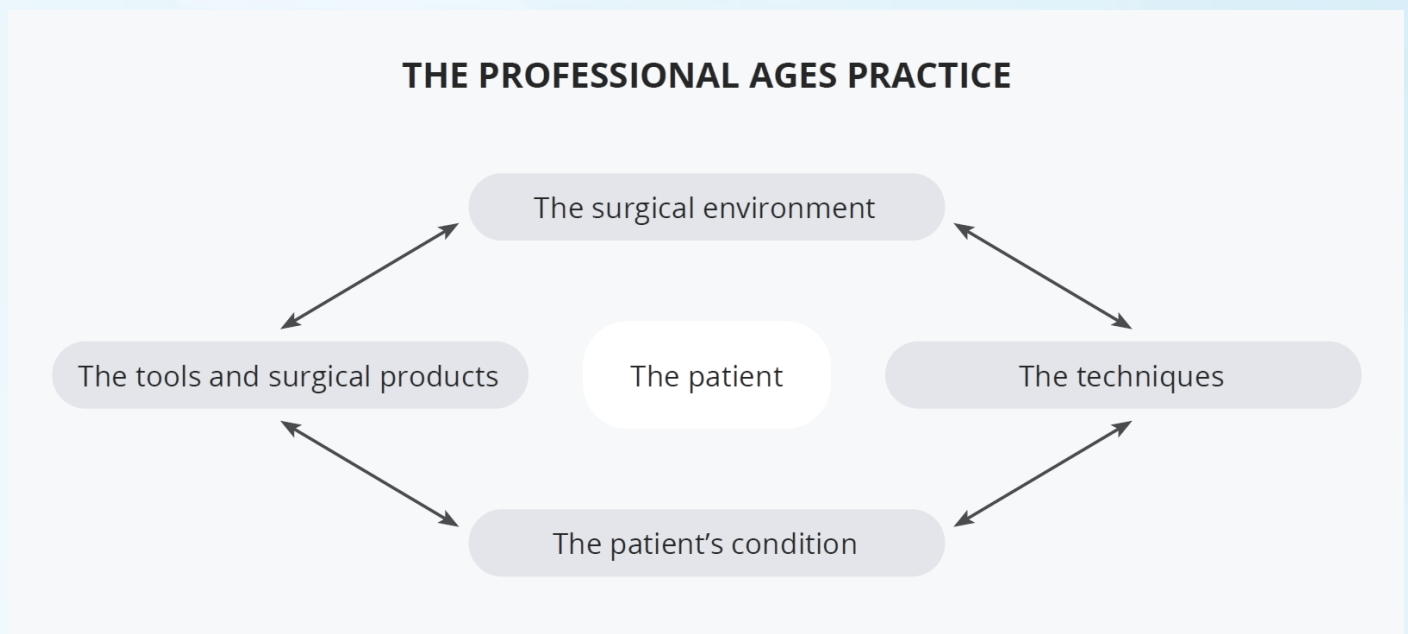 THE PROFESSIONAL AGES PRACTICE
The surgical environment
The tools and surgical products
The patient
The techniques
The patient’s condition